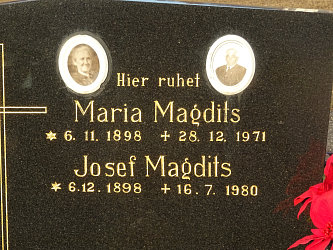 Hier ruhet
Maria Magdits
✶ 6. 11. 1898 ✝ 28. 12. 1971
Josef Magdits
✶ 6.12. 1898 ✝ 16. 7. 1980